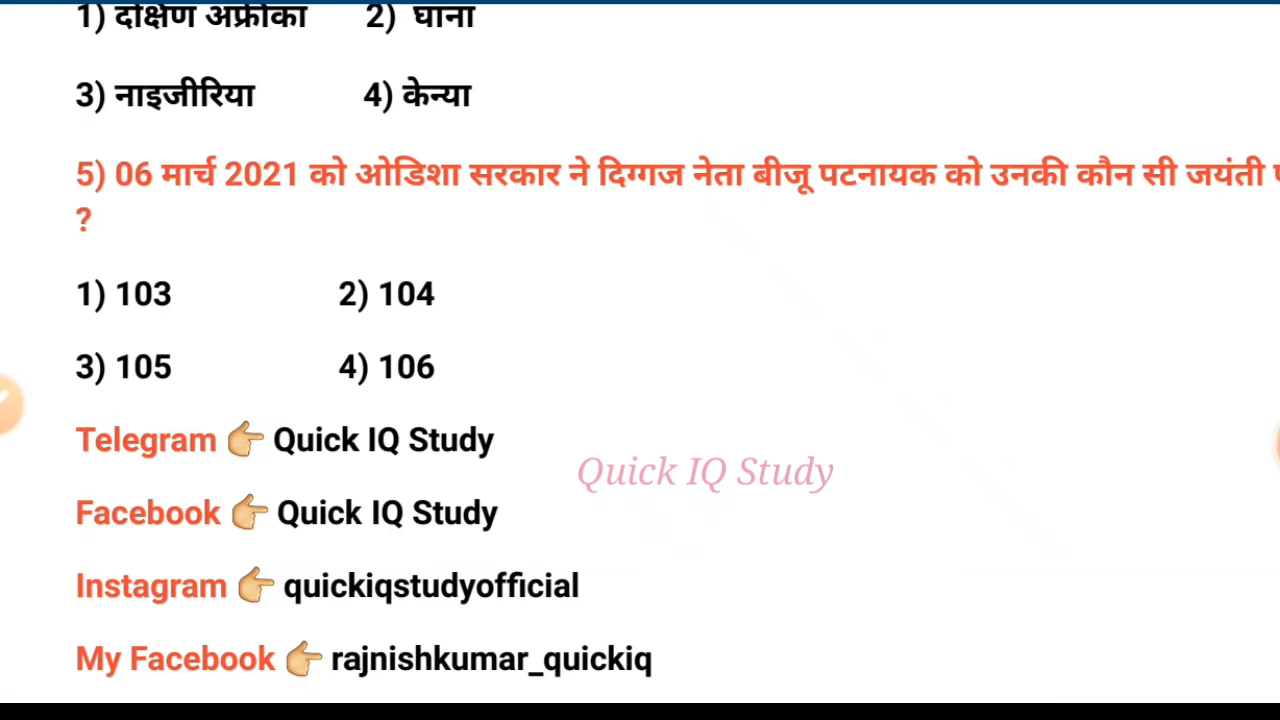 1) दक्षिण अफ्रीका 2) घाना
3) नाइजीरिया 4) केन्या
5) 06 मार्च 2021 को ओडिशा सरकार ने दिग्गज नेता बीजू पटनायक को उनकी कौन सी जयंती
?
1) 103 2) 104
3) 105 4) 106
Telegram 👉 Quick IQ Study
Quick IQ Study
Facebook 👉 Quick IQ Study
Instagram 👉 quickiqstudyofficial
My Facebook 👉 rajnishkumar_quickiq